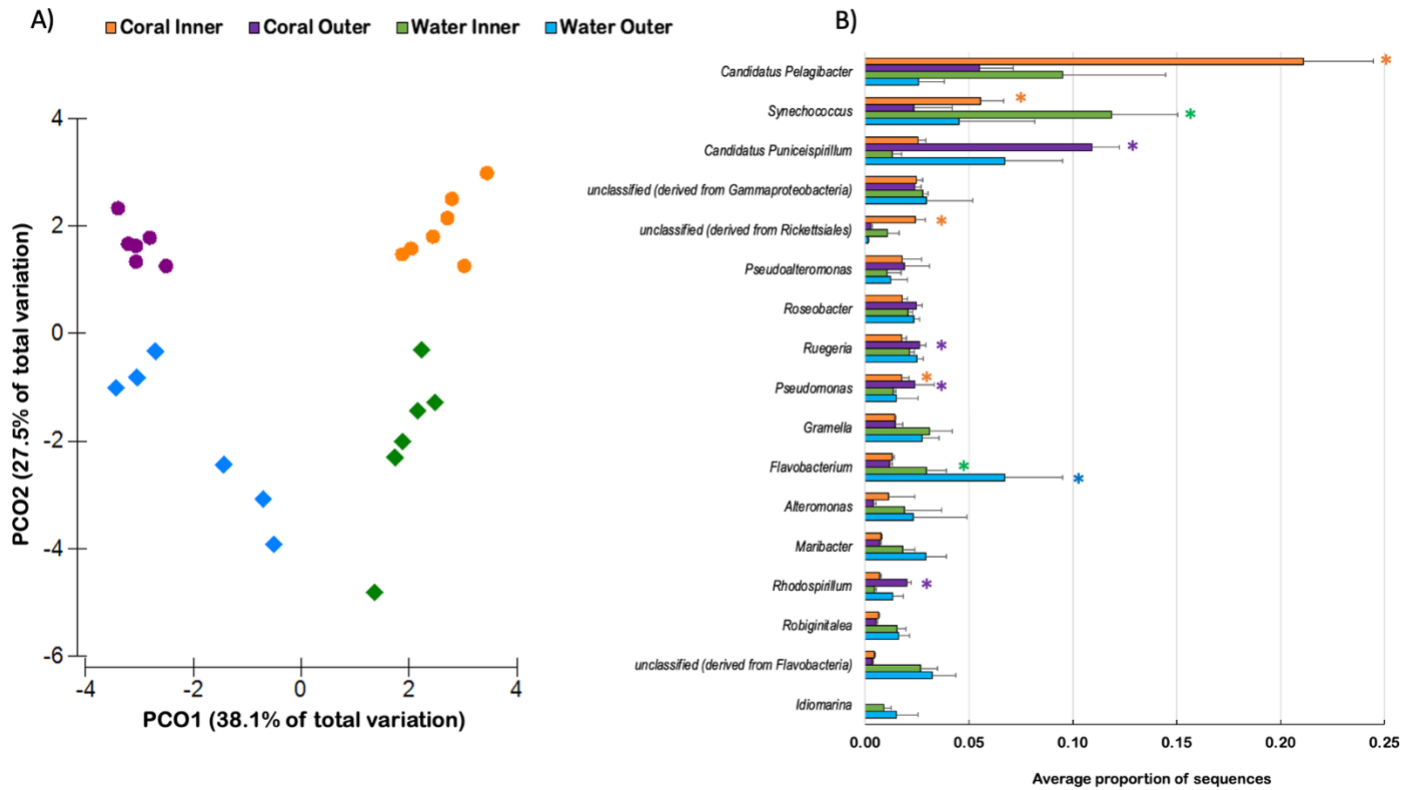 A)
Coral Inner Coral Outer Water Inner Water Outer
PCO2 (27.5% of total variation)
4
2
0
-2
-4
-6
-4 -2 0 2 4
PCO1 (38.1% of total variation)
B)
Candidatus Pelagibacter
*
Synechococcus
* *
Candidatus Puniceispirillum
*
unclassified (derived from Gammaproteobacteria)
unclassified (derived from Rickettsiales)
*
Pseudoalteromonas
Roseobacter
Ruegeria
*
Pseudomonas
* *
Gramella
Flavobacterium
* *
Alteromonas
Maribacter
Rhodospirillum
*
Robiginitalea
unclassified (derived from Flavobacteria)
Idiomarina
0.00 0.05 0.10 0.15 0.20 0.25
Average proportion of sequences